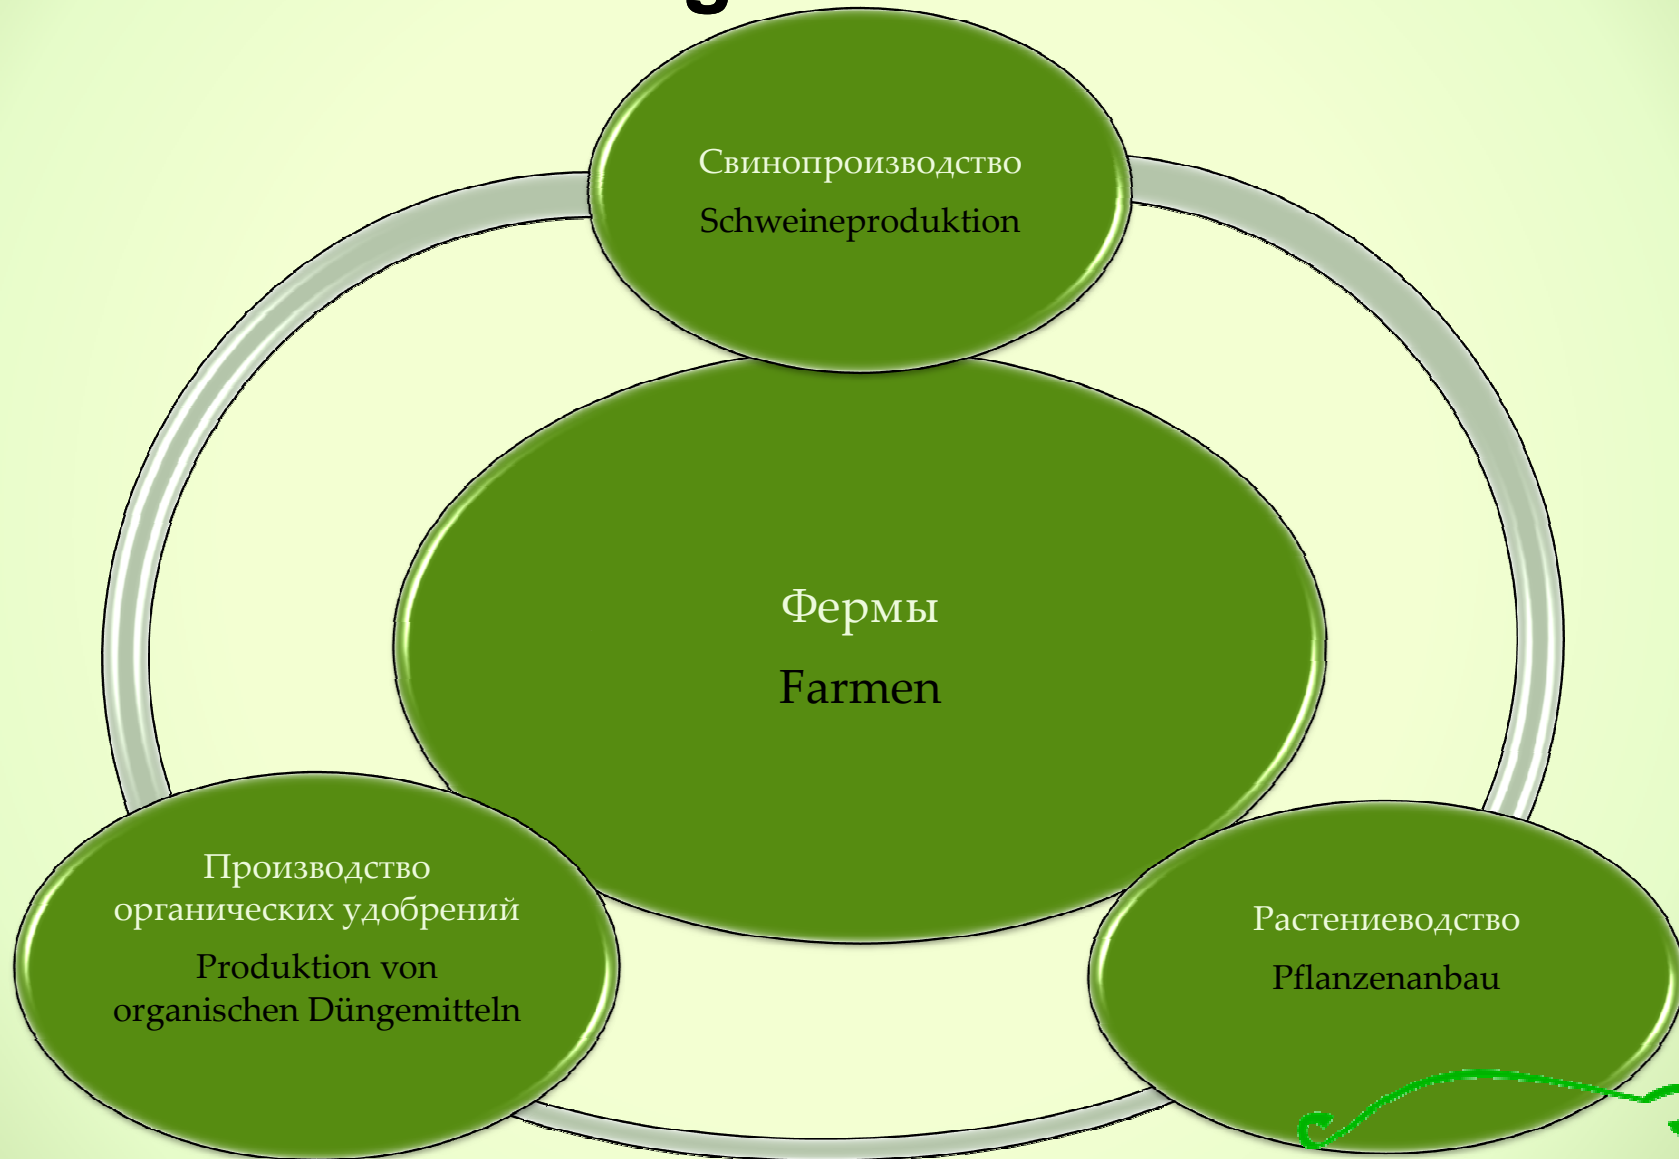 Свинопроизводство
Schweineproduktion
Фермы
Farmen
Производство
органических удобрений
Produktion von
organischen Düngemitteln
Растениеводство
Pflanzenanbau